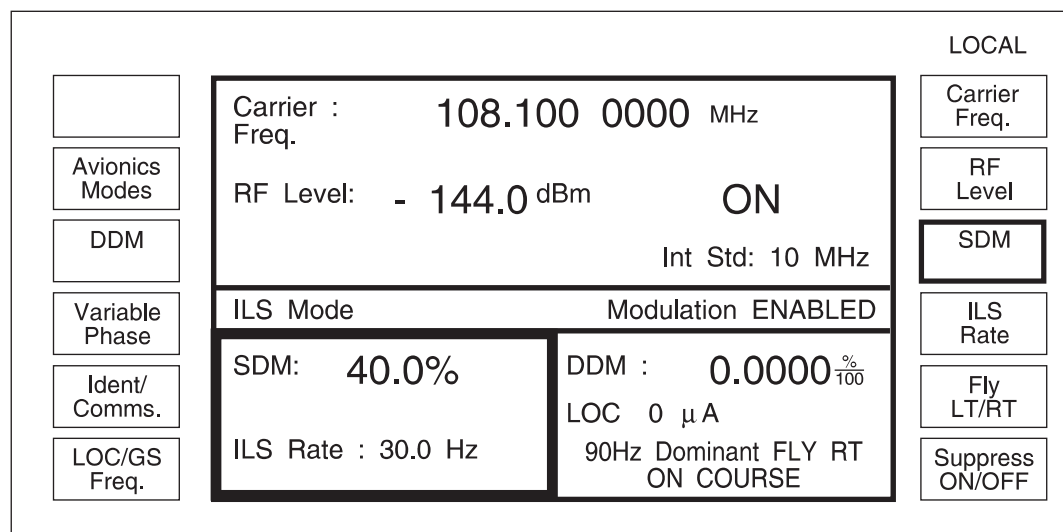 LOCAL
Avionics
Modes
DDM
Variable
Phase
Ident/
Comms.
LOC/GS
Freq.
Carrier :
Freq.
108.100 0000 MHz
RF Level: - 144.0 dBm ON
Int Std: 10 MHz
ILS Mode Modulation ENABLED
SDM: 40.0%
ILS Rate : 30.0 Hz
DDM : 0.0000 %/100
LOC 0 μA
90Hz Dominant FLY RT
ON COURSE
Carrier
Freq.
RF
Level
SDM
ILS
Rate
Fly
LT/RT
Suppress
ON/OFF